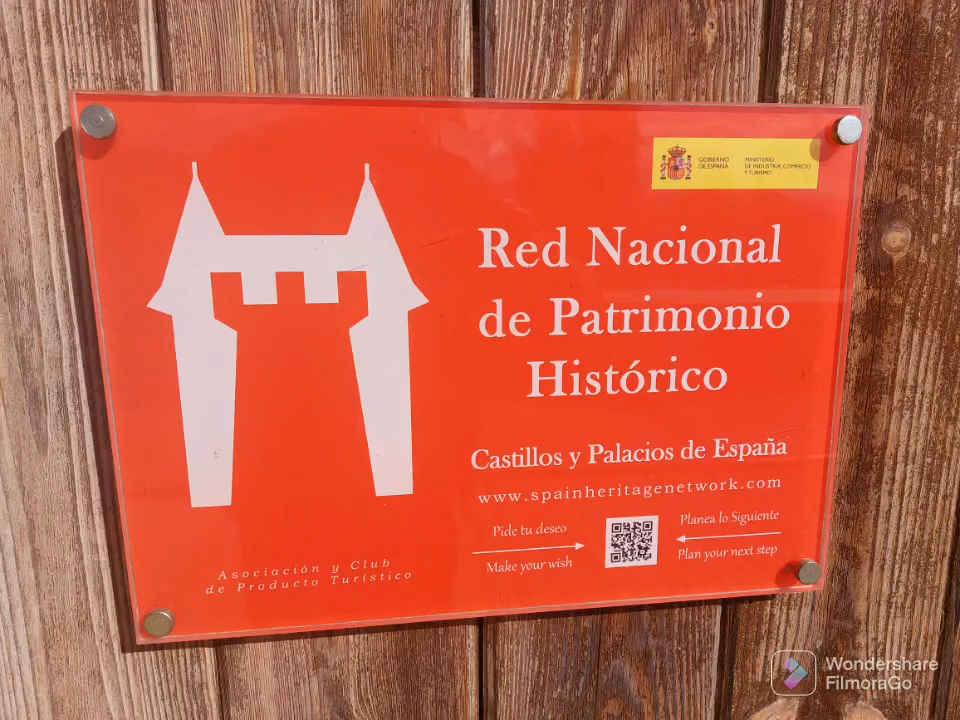 GOBIERNO
DE ESPAÑA
MINISTERIO
DE INDUSTRIA, COMERCIO
Y TURISMO
Red Nacional
de Patrimonio
Histórico
Castillos y Palacios de España
www.spainheritagenetwork.com
Pide tu deseo
Make your wish
Planea lo Siguiente
Plan your next step
Asociación y Club
de Producto Turístico
Wondershare
FilmoraGo